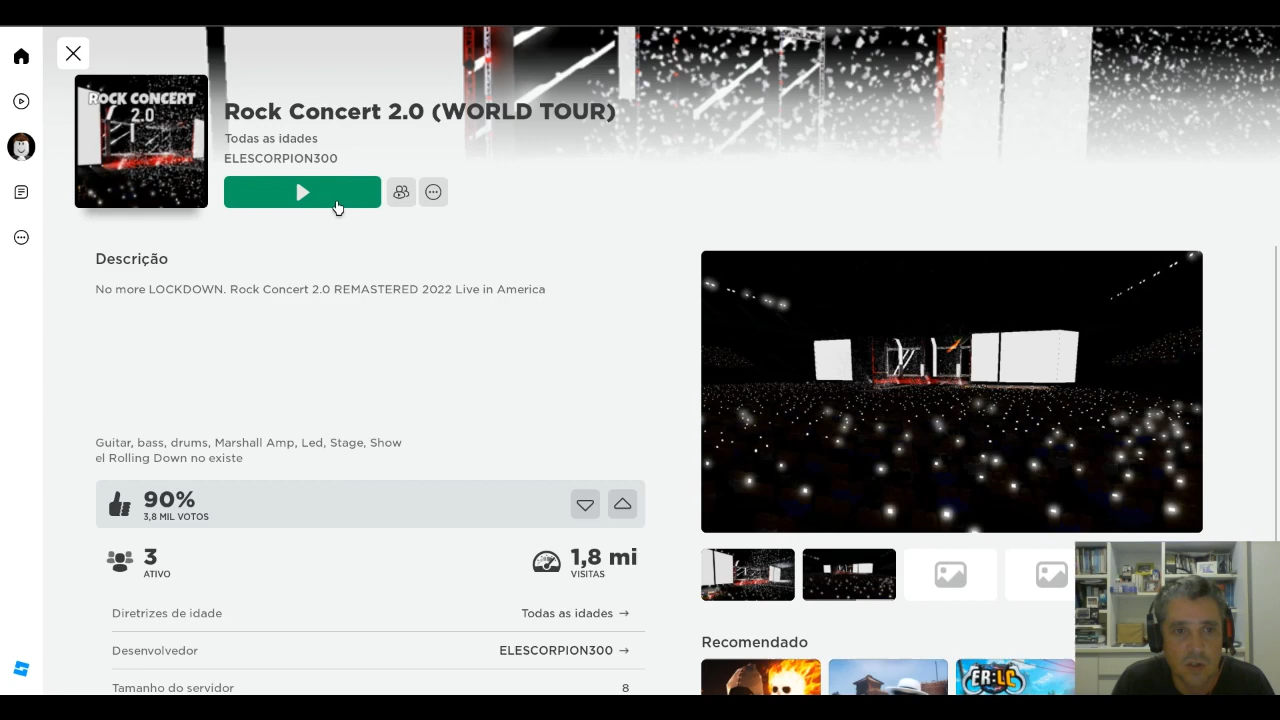 ROCK CONCERT
2.0
Rock Concert 2.0 (WORLD TOUR)
Todas as idades
ELESCORPION300
Descrição
No more LOCKDOWN. Rock Concert 2.0 REMASTERED 2022 Live in America
Guitar, bass, drums, Marshall Amp, Led, Stage, Show
el Rolling Down no existe
90%
3,8 MIL VOTOS
3
ATIVO
1,8 mi
VISITAS
Diretrizes de idade
Todas as idades →
Desenvolvedor
ELESCORPION300 →
Tamanho do servidor
8
Recomendado
ER:LC